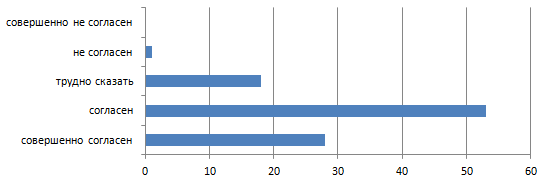 совершенно не согласен
не согласен
трудно сказать
согласен
совершенно согласен
0 10 20 30 40 50 60